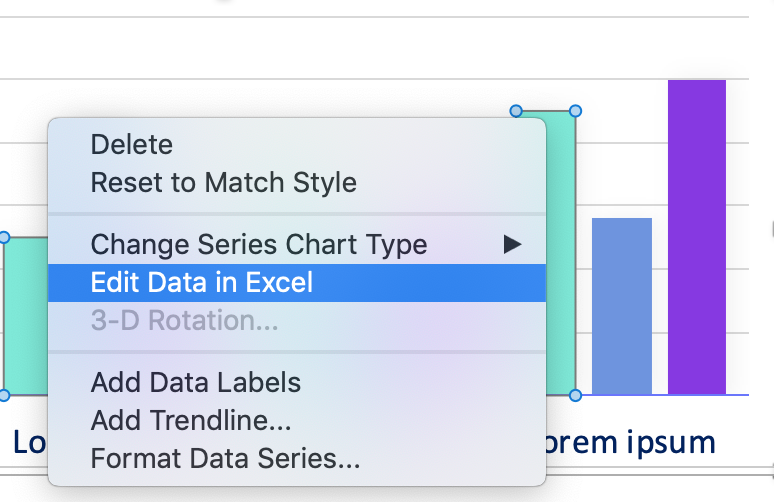 Delete
Reset to Match Style
Change Series Chart Type
Edit Data in Excel
3-D Rotation...
Add Data Labels
Add Trendline...
Format Data Series...
Lo
orem ipsum